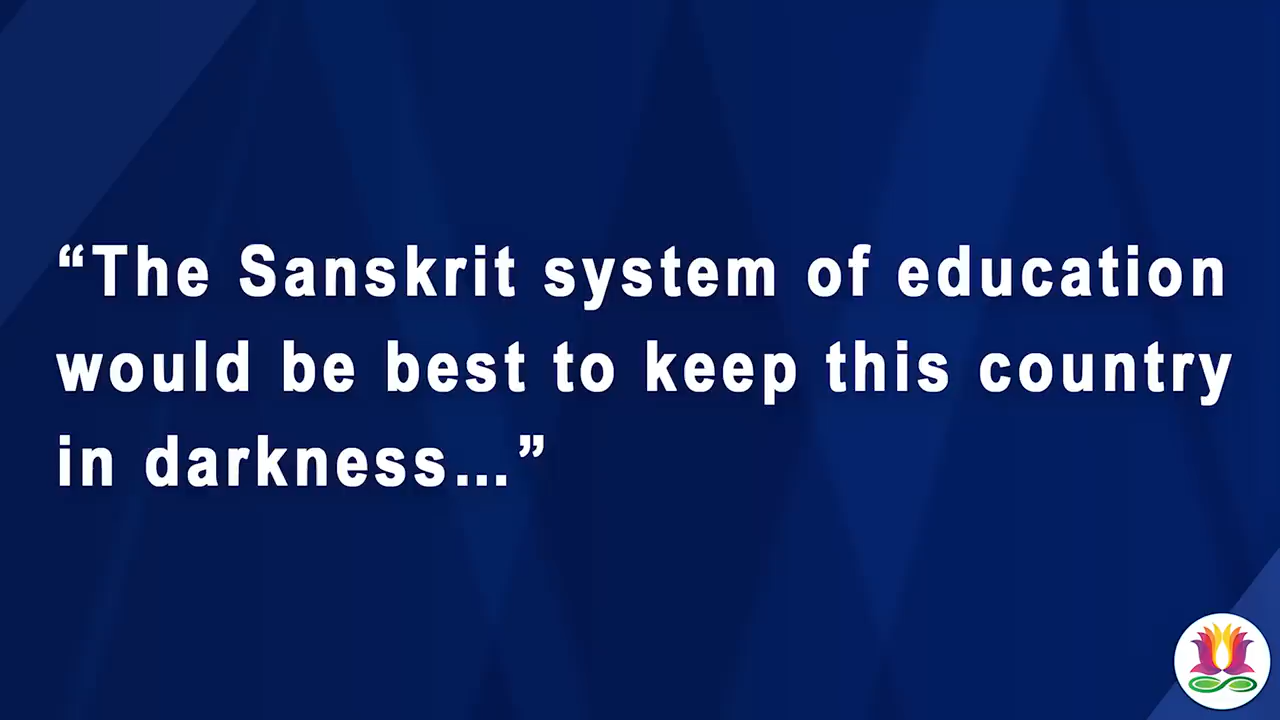 “The Sanskrit system of education
would be best to keep this country
in darkness...”